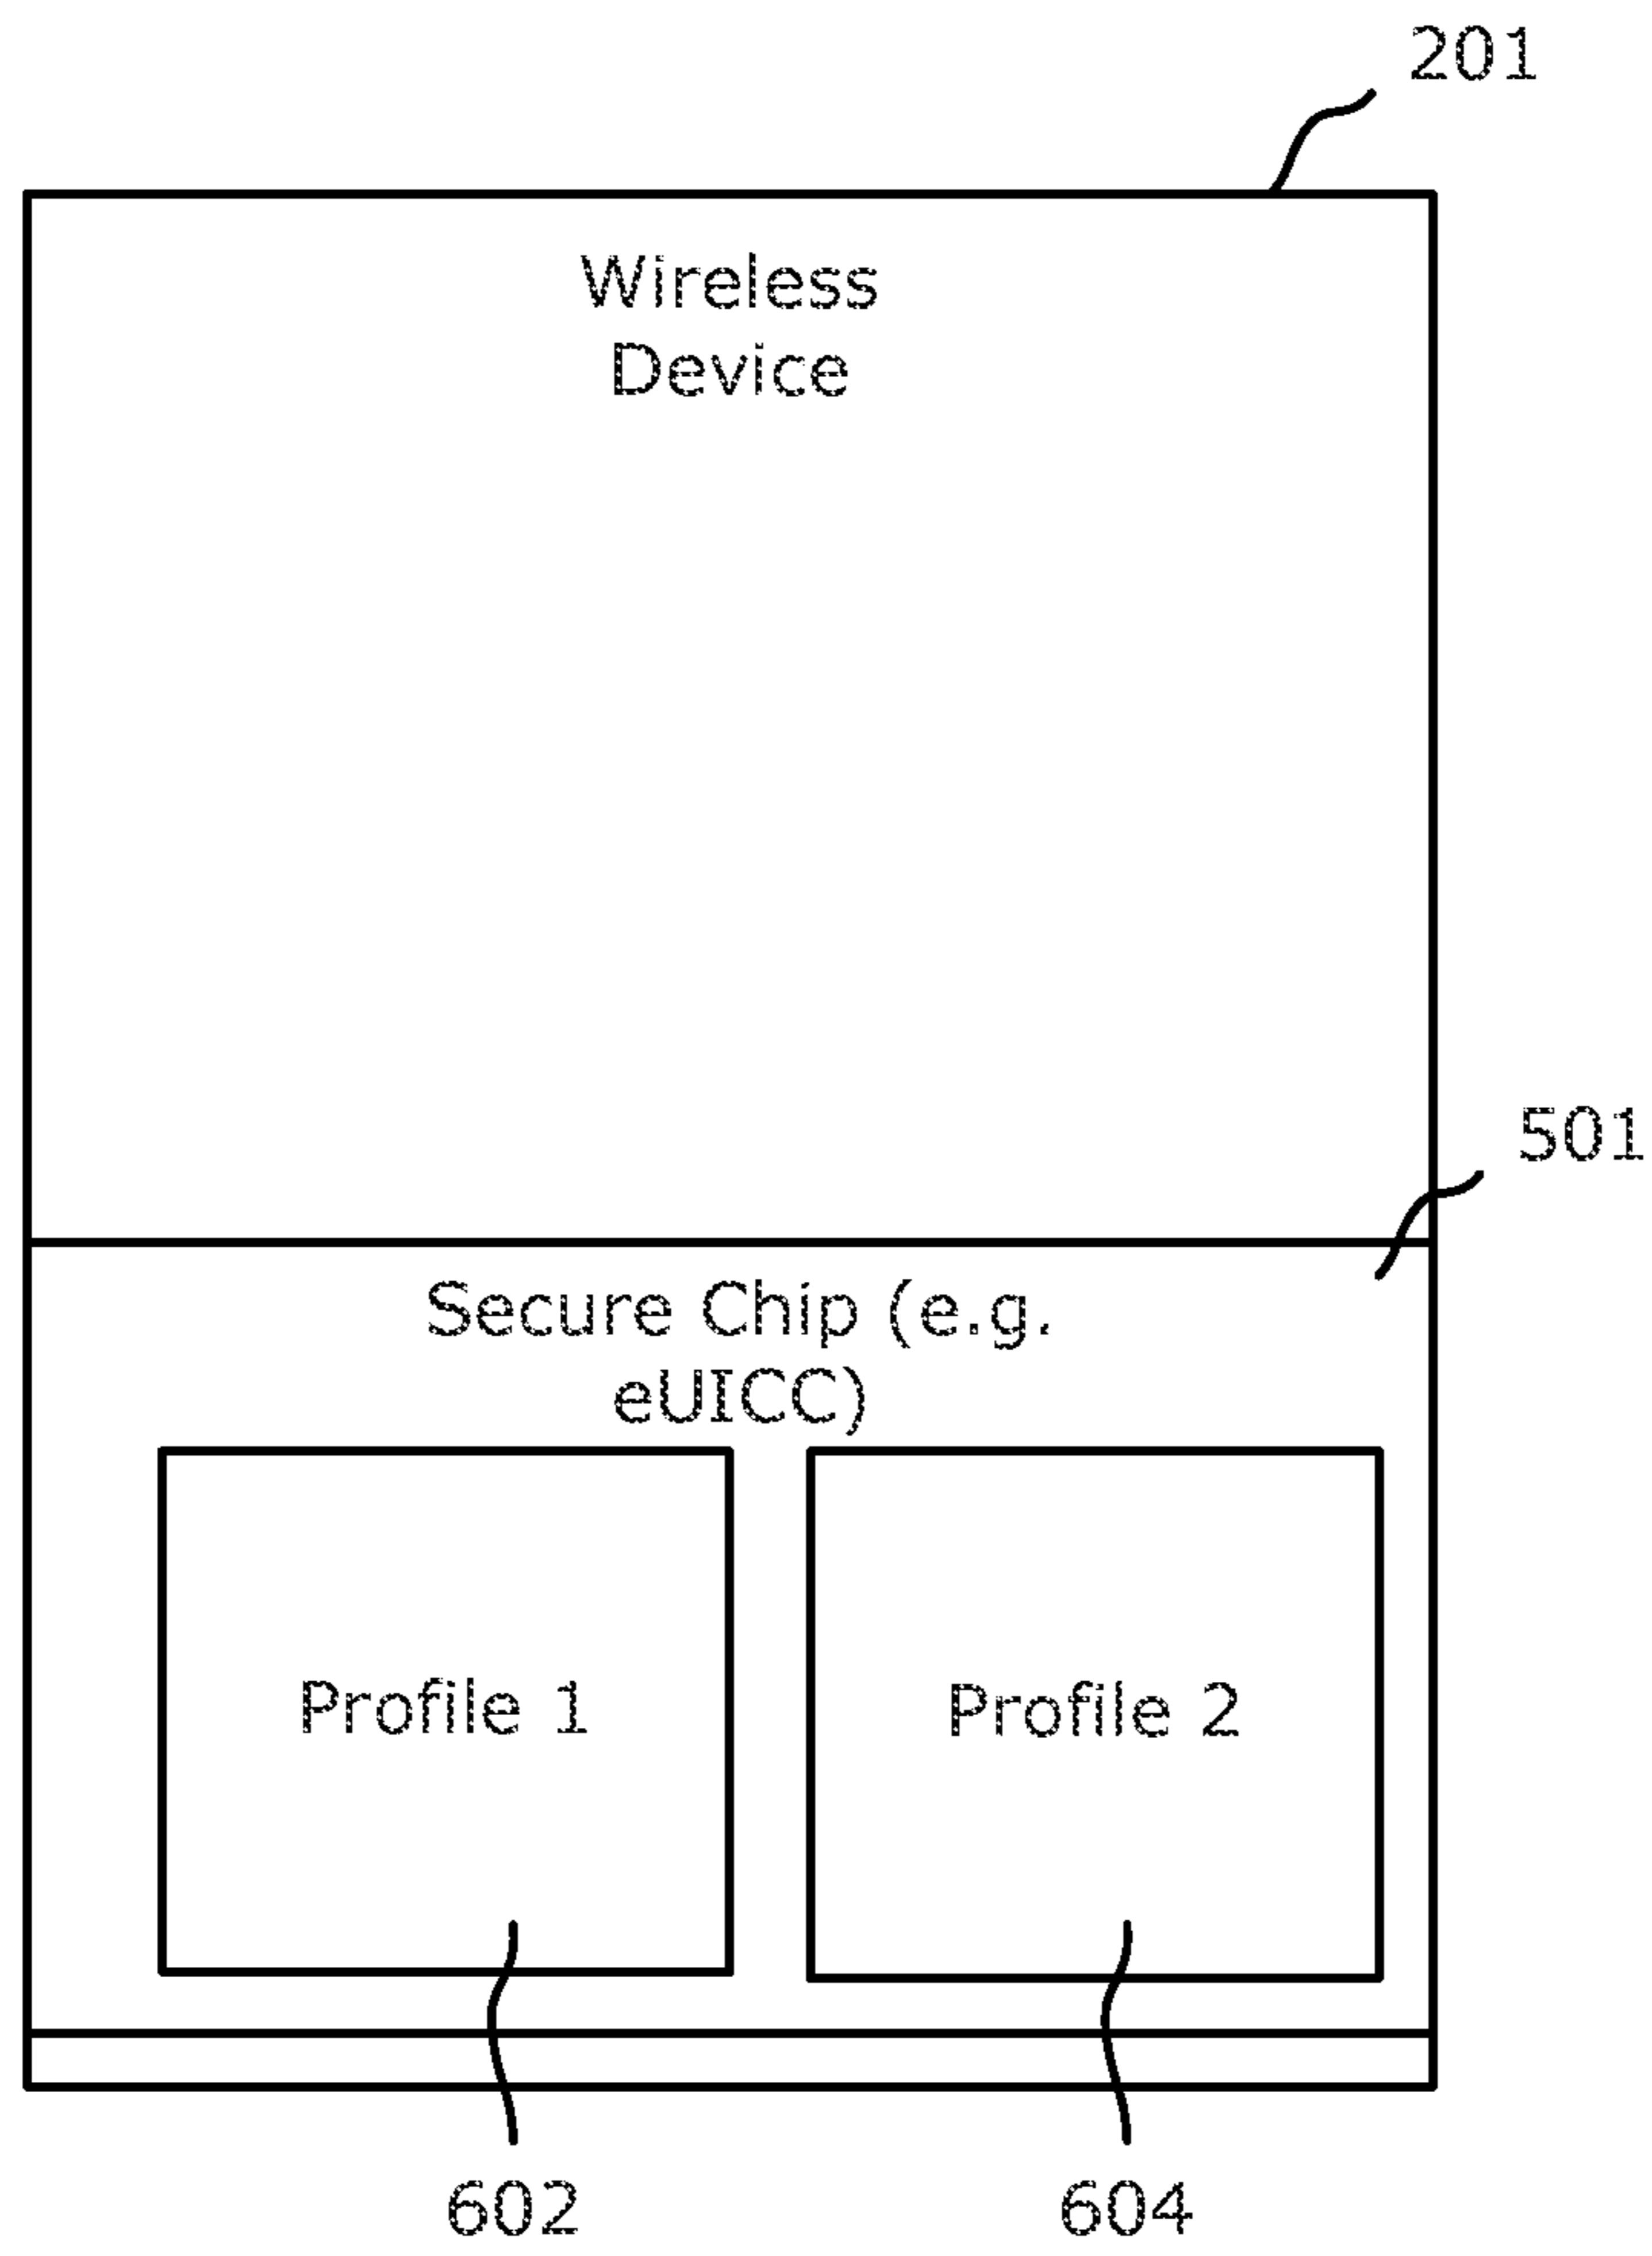 201
Wireless
Device
501
Secure Chip (e.g.
eUICC)
Profile 1
Profile 2
602
604